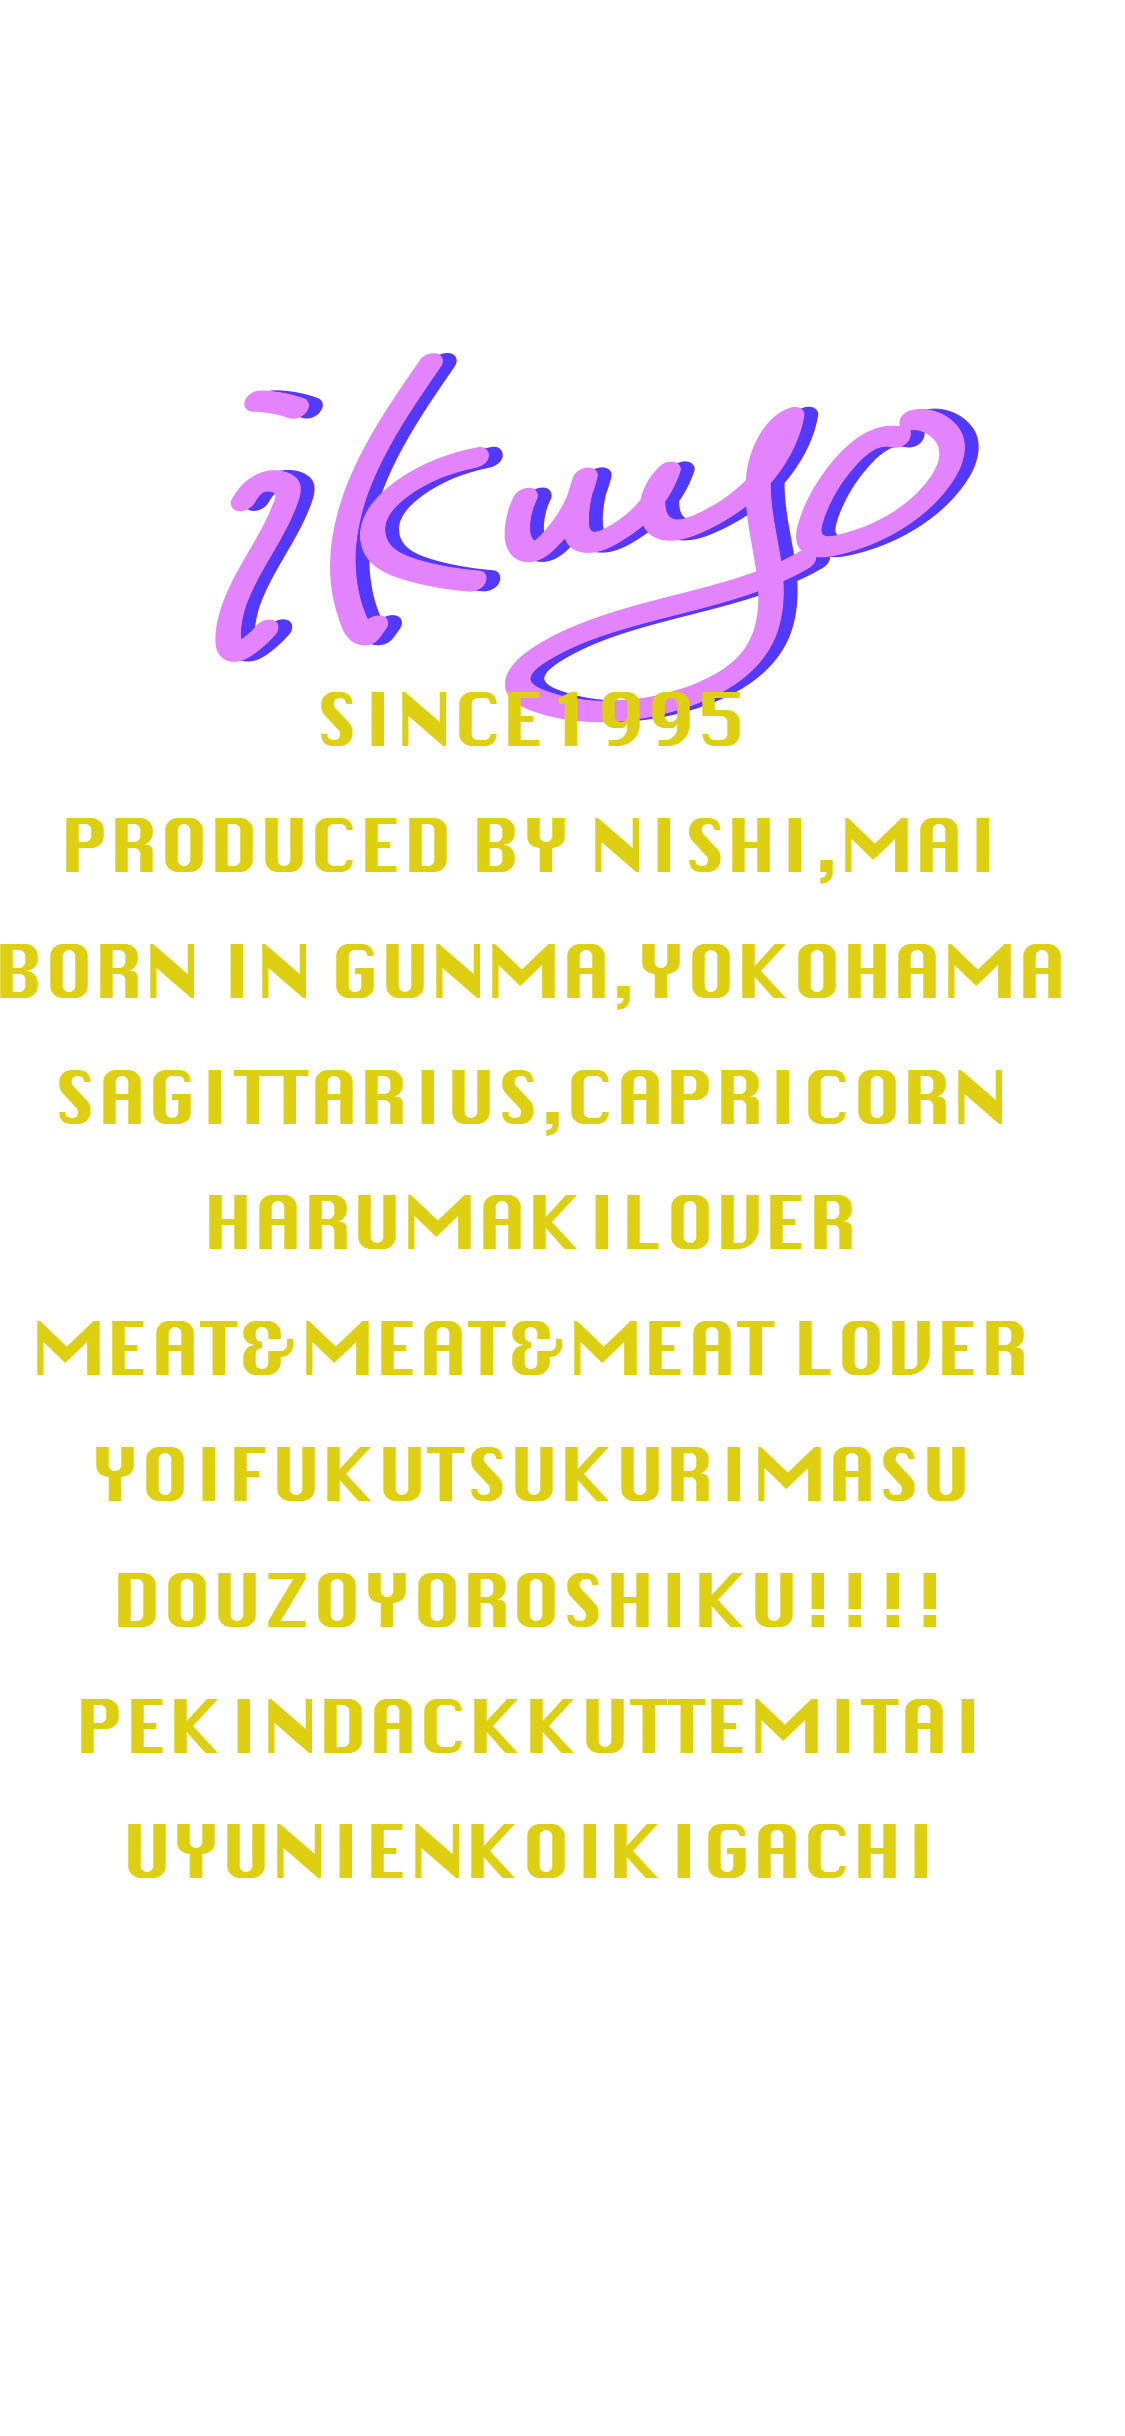 ikuyo
SINCE1995
PRODUCED BY NISHI,MAI
BORN IN GUNMA,YOKOHAMA
SAGITTARIUS,CAPRICORN
HARUMAKILOVER
MEAT&MEAT&MEAT LOVER
YOIFUKUTSUKURIMASU
DOUZOYOROSHIKU!!!!
PEKINDACKKUTTEMITAI
UYUNIENKOIKIGACHI